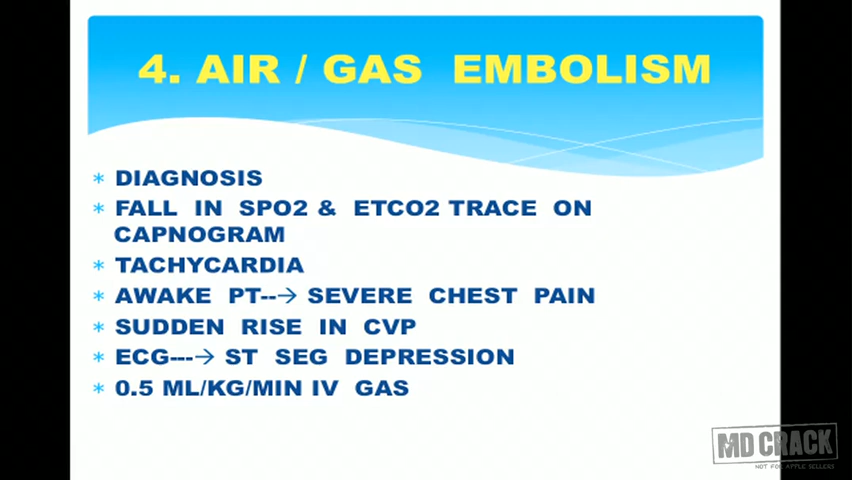 4. AIR / GAS EMBOLISM
* DIAGNOSIS
* FALL IN SPO2 & ETCO2 TRACE ON
CAPNOGRAM
* TACHYCARDIA
* AWAKE PT--→ SEVERE CHEST PAIN
* SUDDEN RISE IN CVP
* ECG---→ ST SEG DEPRESSION
* 0.5 ML/KG/MIN IV GAS
MD CRACK
NOT FOR APPLE SELLERS